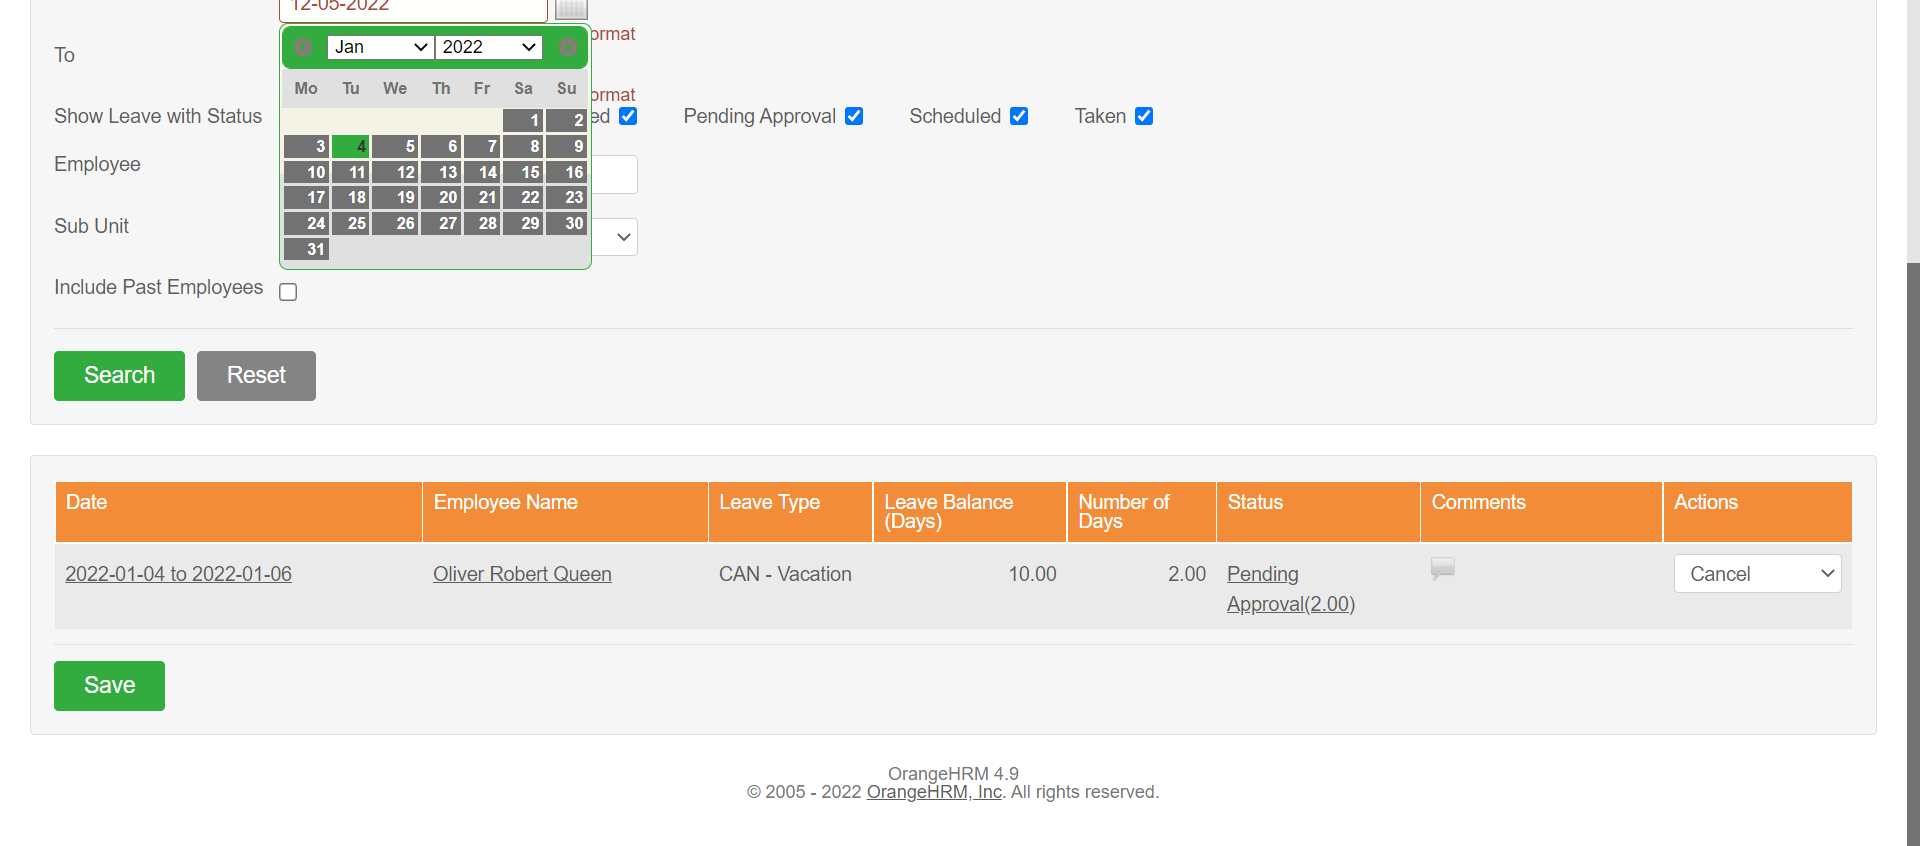 12-05-2022
ormat
Jan 2022
To
Mo Tu We Th Fr Sa Su
ormat
Show Leave with Status ed Pending Approval Scheduled Taken
1 2
3 4 5 6 7 8 9
Employee
10 11 12 13 14 15 16
17 18 19 20 21 22 23
Sub Unit
24 25 26 27 28 29 30
31
Include Past Employees
Search Reset
Date Employee Name Leave Type Leave Balance Number of Status Comments Actions
(Days) Days
2022-01-04 to 2022-01-06 Oliver Robert Queen CAN - Vacation 10.00 2.00 Pending Cancel
Approval(2.00)
Save
OrangeHRM 4.9
© 2005 - 2022 OrangeHRM, Inc. All rights reserved.